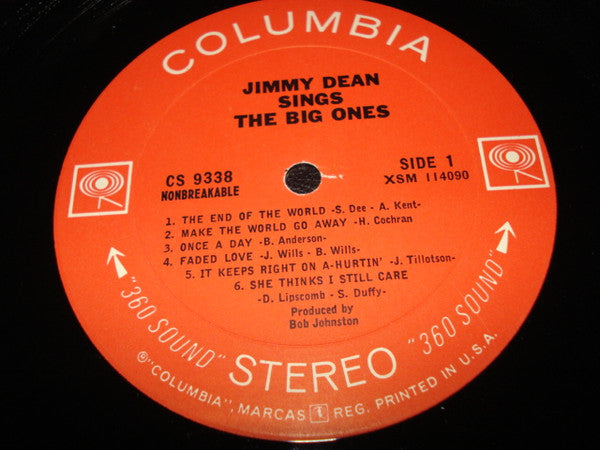 COLUMBIA
JIMMY DEAN
SINGS
THE BIG ONES
CS 9338
NONBREAKABLE
SIDE 1
XSM 114090
1. THE END OF THE WORLD -S. Dee - A. Kent-
2. MAKE THE WORLD GO AWAY -H. Cochran
3. ONCE A DAY -B. Anderson-
4. FADED LOVE -J. Wills - B. Wills-
5. IT KEEPS RIGHT ON A-HURTIN' -J. Tillotson-
6. SHE THINKS I STILL CARE
-D. Lipscomb - S. Duffy-
Produced by
Bob Johnston
"360 SOUND" STEREO "360 SOUND"
©"COLUMBIA", MARCAS REG. PRINTED IN U.S.A.